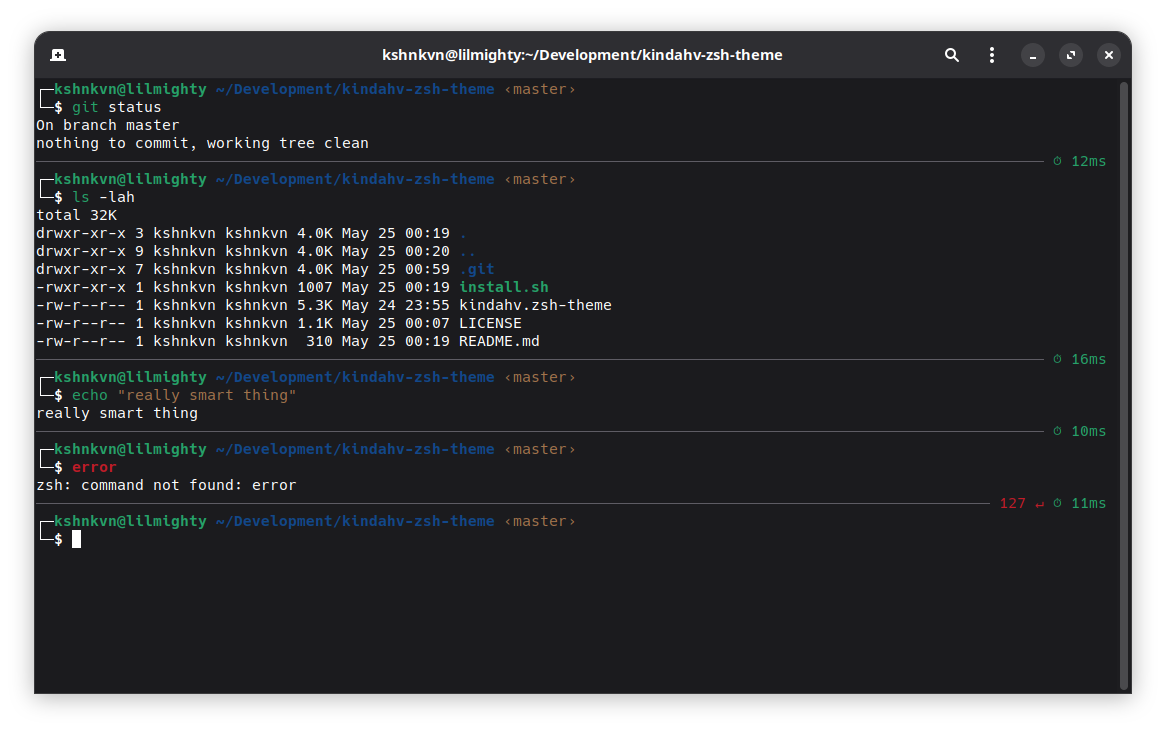 kshnkvn@lilmighty:~/Development/kindahv-zsh-theme
┌─kshnkvn@lilmighty ~/Development/kindahv-zsh-theme ‹master›
└─$ git status
On branch master
nothing to commit, working tree clean
⏱ 12ms
┌─kshnkvn@lilmighty ~/Development/kindahv-zsh-theme ‹master›
└─$ ls -lah
total 32K
drwxr-xr-x 3 kshnkvn kshnkvn 4.0K May 25 00:19 .
drwxr-xr-x 9 kshnkvn kshnkvn 4.0K May 25 00:20 ..
drwxr-xr-x 7 kshnkvn kshnkvn 4.0K May 25 00:59 .git
-rwxr-xr-x 1 kshnkvn kshnkvn 1007 May 25 00:19 install.sh
-rw-r--r-- 1 kshnkvn kshnkvn 5.3K May 24 23:55 kindahv.zsh-theme
-rw-r--r-- 1 kshnkvn kshnkvn 1.1K May 25 00:07 LICENSE
-rw-r--r-- 1 kshnkvn kshnkvn  310 May 25 00:19 README.md
⏱ 16ms
┌─kshnkvn@lilmighty ~/Development/kindahv-zsh-theme ‹master›
└─$ echo "really smart thing"
really smart thing
⏱ 10ms
┌─kshnkvn@lilmighty ~/Development/kindahv-zsh-theme ‹master›
└─$ error
zsh: command not found: error
127 ↵ ⏱ 11ms
┌─kshnkvn@lilmighty ~/Development/kindahv-zsh-theme ‹master›
└─$